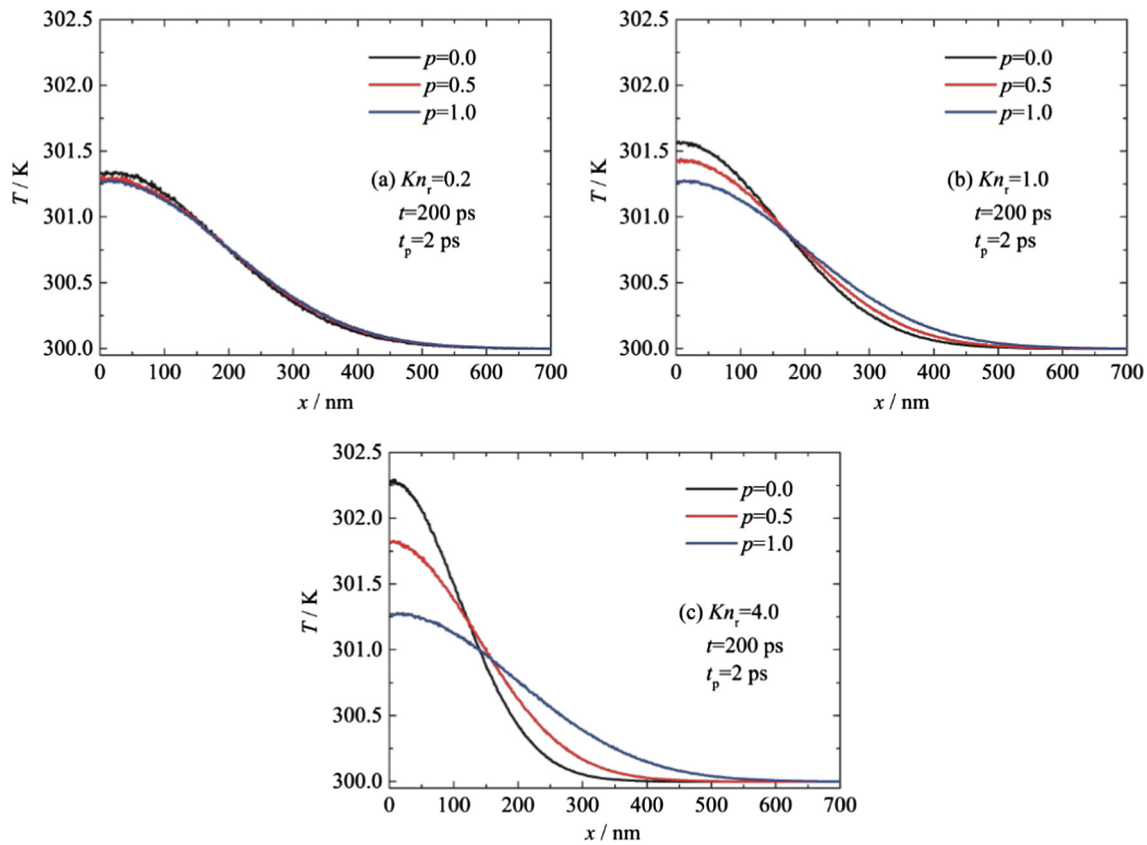 302.5
302.0
301.5
301.0
300.5
300.0
T / K
0 100 200 300 400 500 600 700
x / nm
p=0.0
p=0.5
p=1.0
(a) Knr=0.2
t=200 ps
tp=2 ps
302.5
302.0
301.5
301.0
300.5
300.0
T / K
0 100 200 300 400 500 600 700
x / nm
p=0.0
p=0.5
p=1.0
(b) Knr=1.0
t=200 ps
tp=2 ps
302.5
302.0
301.5
301.0
300.5
300.0
T / K
0 100 200 300 400 500 600 700
x / nm
p=0.0
p=0.5
p=1.0
(c) Knr=4.0
t=200 ps
tp=2 ps